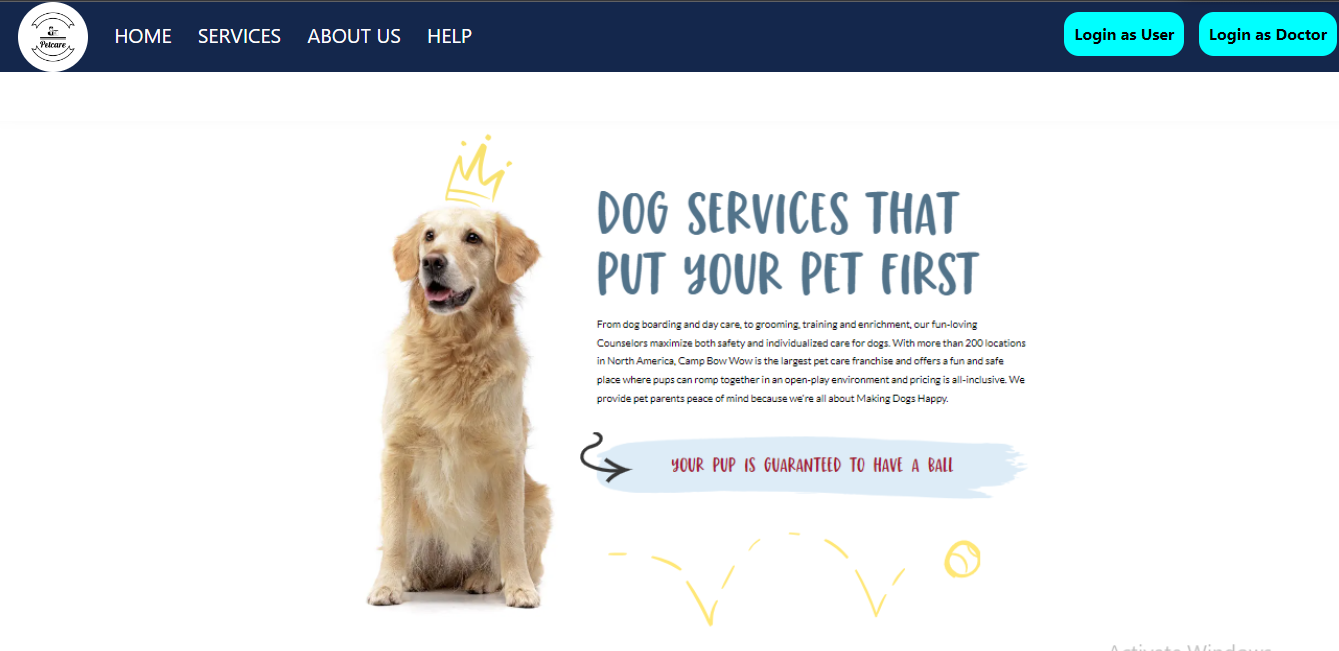 Petcare
HOME SERVICES ABOUT US HELP
Login as User Login as Doctor
DOG SERVICES THAT
PUT YOUR PET FIRST
From dog boarding and day care, to grooming, training and enrichment, our fun-loving
Counselors maximize both safety and individualized care for dogs. With more than 200 locations
in North America, Camp Bow Wow is the largest pet care franchise and offers a fun and safe
place where pups can romp together in an open-play environment and pricing is all-inclusive. We
provide pet parents peace of mind because we're all about Making Dogs Happy.
YOUR PUP IS GUARANTEED TO HAVE A BALL
Activate Windows